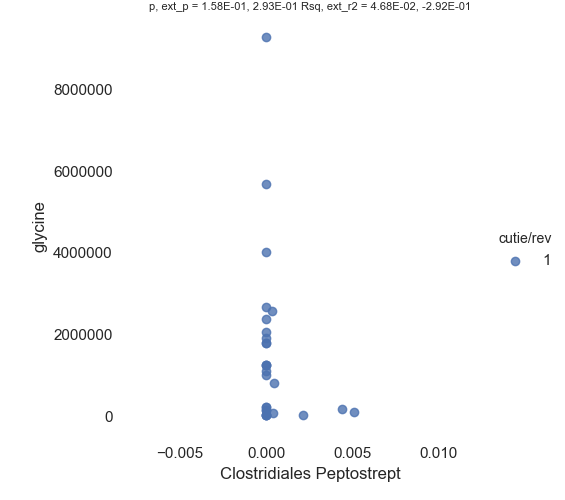 p, ext_p = 1.58E-01, 2.93E-01 Rsq, ext_r2 = 4.68E-02, -2.92E-01
8000000
6000000
4000000
2000000
0
glycine
cutie/rev
1
−0.005 0.000 0.005 0.010
Clostridiales Peptostrept